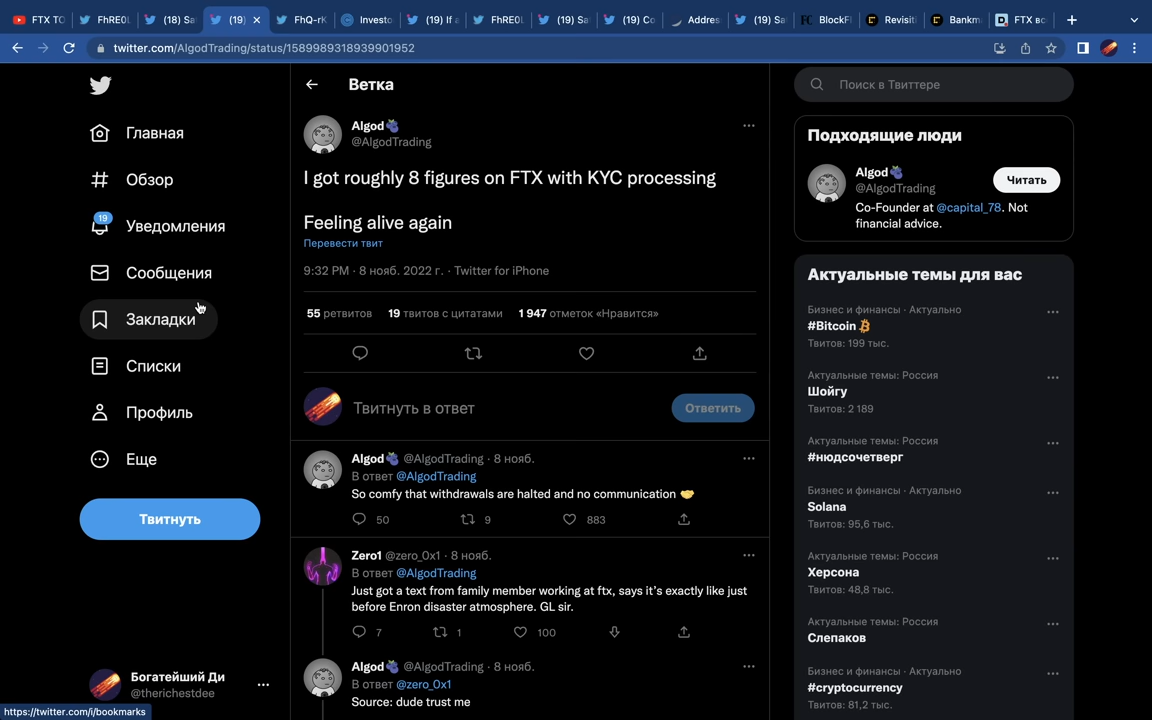 FTX TO
FhRE0L
(18) Sa
(19)
FhQ-rK
Investo
(19) If a
FhRE0L
(19) Sa
(19) Co
Addres
(19) Sa
BlockFi
Revisiti
Bankm
FTX вс
twitter.com/AlgodTrading/status/1589989318939901952
Главная
Обзор
19
Уведомления
Сообщения
Закладки
Списки
Профиль
Еще
Твитнуть
Богатейший Ди
@therichestdee
https://twitter.com/i/bookmarks
Ветка
Algod
@AlgodTrading
I got roughly 8 figures on FTX with KYC processing
Feeling alive again
Перевести твит
9:32 PM · 8 нояб. 2022 г. · Twitter for iPhone
55 ретвитов 19 твитов с цитатами 1 947 отметок «Нравится»
Твитнуть в ответ
Ответить
Algod @AlgodTrading · 8 нояб.
В ответ @AlgodTrading
So comfy that withdrawals are halted and no communication
50 9 883
Zero1 @zero_0x1 · 8 нояб.
В ответ @AlgodTrading
Just got a text from family member working at ftx, says it's exactly like just
before Enron disaster atmosphere. GL sir.
7 1 100
Algod @AlgodTrading · 8 нояб.
В ответ @zero_0x1
Source: dude trust me
Поиск в Твиттере
Подходящие люди
Algod
@AlgodTrading
Читать
Co-Founder at @capital_78. Not
financial advice.
Актуальные темы для вас
Бизнес и финансы · Актуально
#Bitcoin
Твитов: 199 тыс.
Актуальные темы: Россия
Шойгу
Твитов: 2 189
Актуальные темы: Россия
#нюдсочетверг
Бизнес и финансы · Актуально
Solana
Твитов: 95,6 тыс.
Актуальные темы: Россия
Херсона
Твитов: 48,8 тыс.
Актуальные темы: Россия
Слепаков
Бизнес и финансы · Актуально
#cryptocurrency
Твитов: 81,2 тыс.